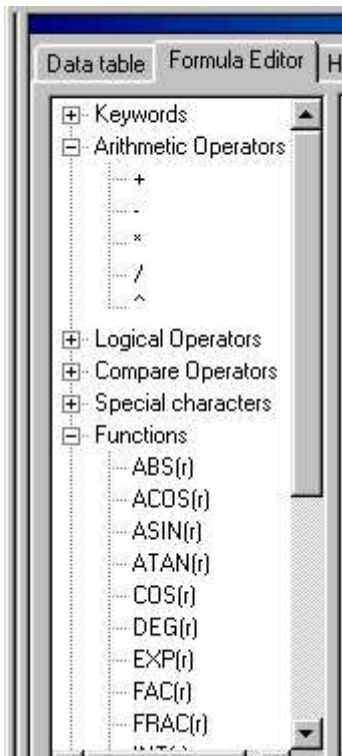 Data table Formula Editor H
Keywords
Arithmetic Operators
+
-
*
/
^
Logical Operators
Compare Operators
Special characters
Functions
ABS(r)
ACOS(r)
ASIN(r)
ATAN(r)
COS(r)
DEG(r)
EXP(r)
FAC(r)
FRAC(r)